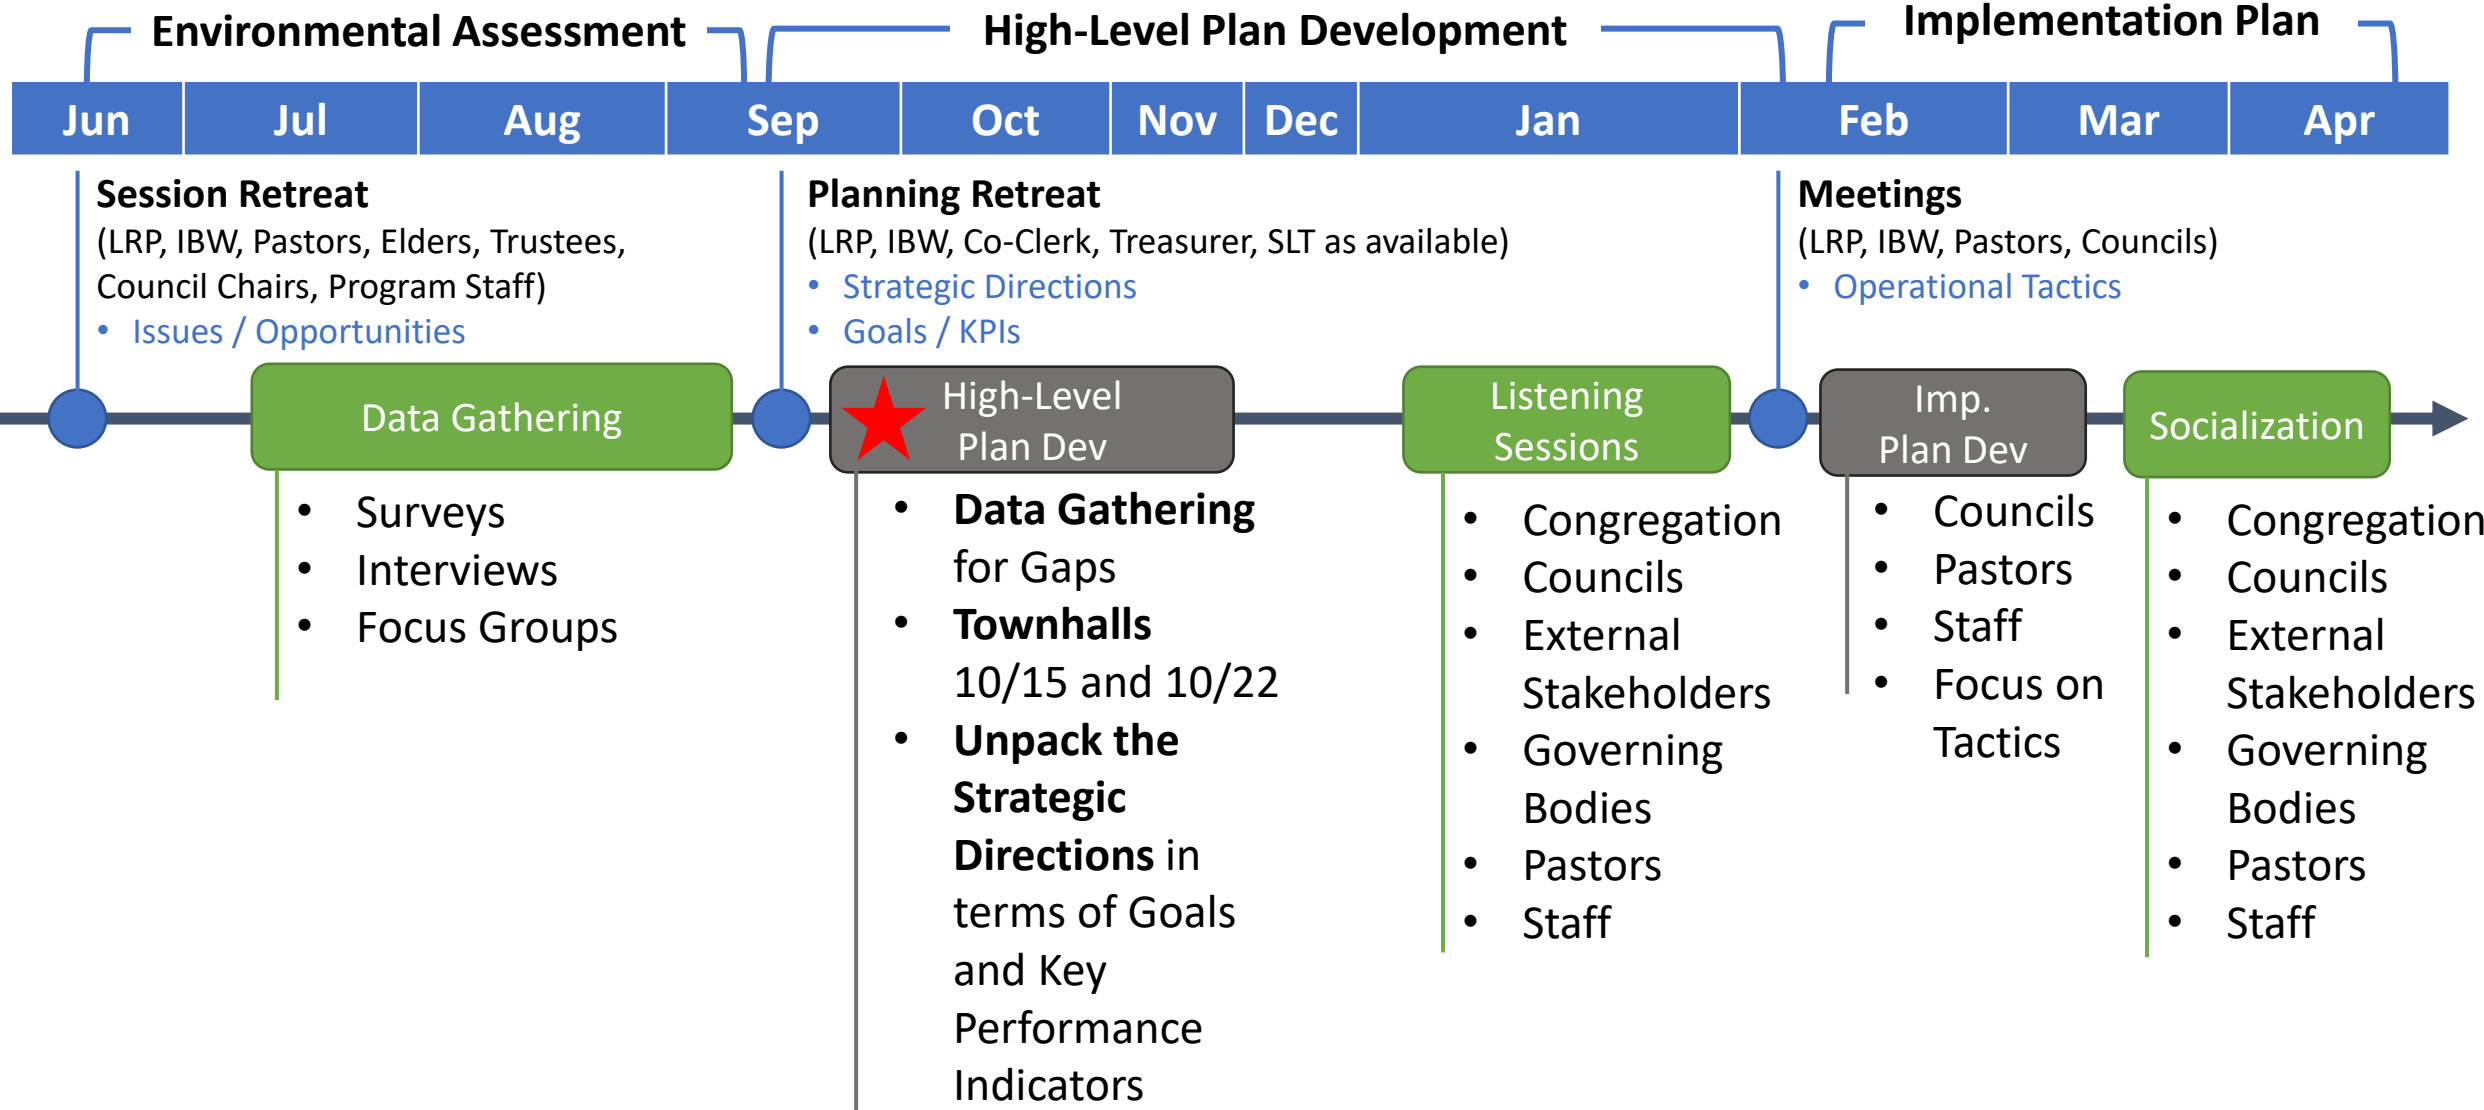 Environmental Assessment
High-Level Plan Development
Implementation Plan
Jun
Jul
Aug
Sep
Oct
Nov
Dec
Jan
Feb
Mar
Apr
Session Retreat
(LRP, IBW, Pastors, Elders, Trustees,
Council Chairs, Program Staff)
• Issues / Opportunities
Planning Retreat
(LRP, IBW, Co-Clerk, Treasurer, SLT as available)
• Strategic Directions
• Goals / KPIs
Meetings
(LRP, IBW, Pastors, Councils)
• Operational Tactics
Data Gathering
• Surveys
• Interviews
• Focus Groups
High-Level
Plan Dev
• Data Gathering
for Gaps
• Townhalls
10/15 and 10/22
• Unpack the
Strategic
Directions in
terms of Goals
and Key
Performance
Indicators
Listening
Sessions
• Congregation
• Councils
• External
Stakeholders
• Governing
Bodies
• Pastors
• Staff
Imp.
Plan Dev
• Councils
• Pastors
• Staff
• Focus on
Tactics
Socialization
• Congregation
• Councils
• External
Stakeholders
• Governing
Bodies
• Pastors
• Staff